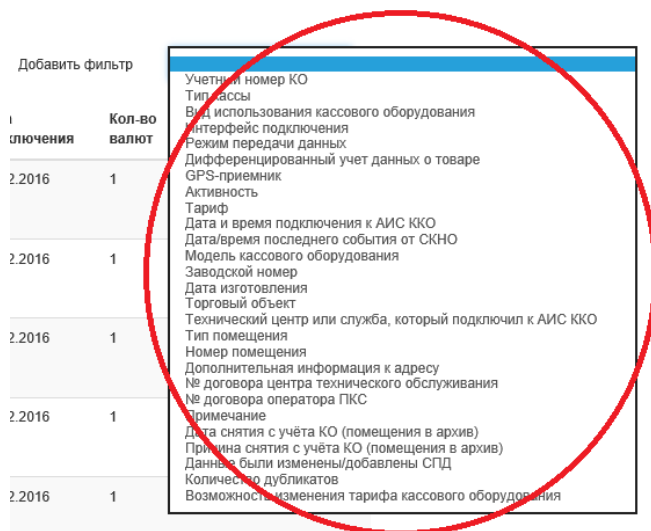 Добавить фильтр
ключения
Кол-во
валют
Учетный номер КО
Тип кассы
Вид использования кассового оборудования
Интерфейс подключения
Режим передачи данных
Дифференцированный учет данных о товаре
GPS-приемник
Активность
Тариф
Дата и время подключения к АИС ККО
Дата/время последнего события от СКНО
Модель кассового оборудования
Заводской номер
Дата изготовления
Торговый объект
Технический центр или служба, который подключил к АИС ККО
Тип помещения
Номер помещения
Дополнительная информация к адресу
№ договора центра технического обслуживания
№ договора оператора ПКС
Примечание
Дата снятия с учёта КО (помещения в архив)
Причина снятия с учёта КО (помещения в архив)
Данные были изменены/добавлены СПД
Количество дубликатов
Возможность изменения тарифа кассового оборудования
2.2016 1
2.2016 1
2.2016 1
2.2016 1
2.2016 1